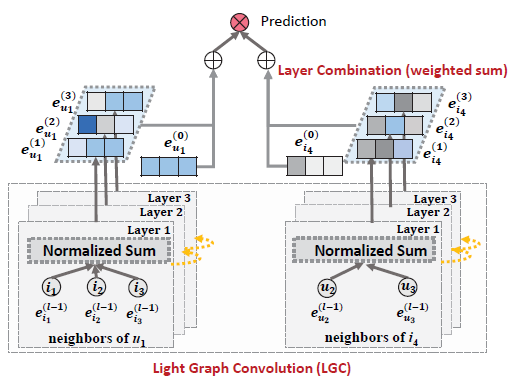 Prediction
Layer Combination (weighted sum)
e_{u_1}^{(3)}
e_{u_1}^{(2)}
e_{u_1}^{(1)}
e_{u_1}^{(0)}
e_{i_4}^{(0)}
e_{i_4}^{(3)}
e_{i_4}^{(2)}
e_{i_4}^{(1)}
Layer 3
Layer 2
Layer 1
Normalized Sum
i_1 i_2 i_3
e_{i_1}^{(l-1)} e_{i_2}^{(l-1)} e_{i_3}^{(l-1)}
neighbors of u_1
Layer 3
Layer 2
Layer 1
Normalized Sum
u_2 u_3
e_{u_2}^{(l-1)} e_{u_3}^{(l-1)}
neighbors of i_4
Light Graph Convolution (LGC)